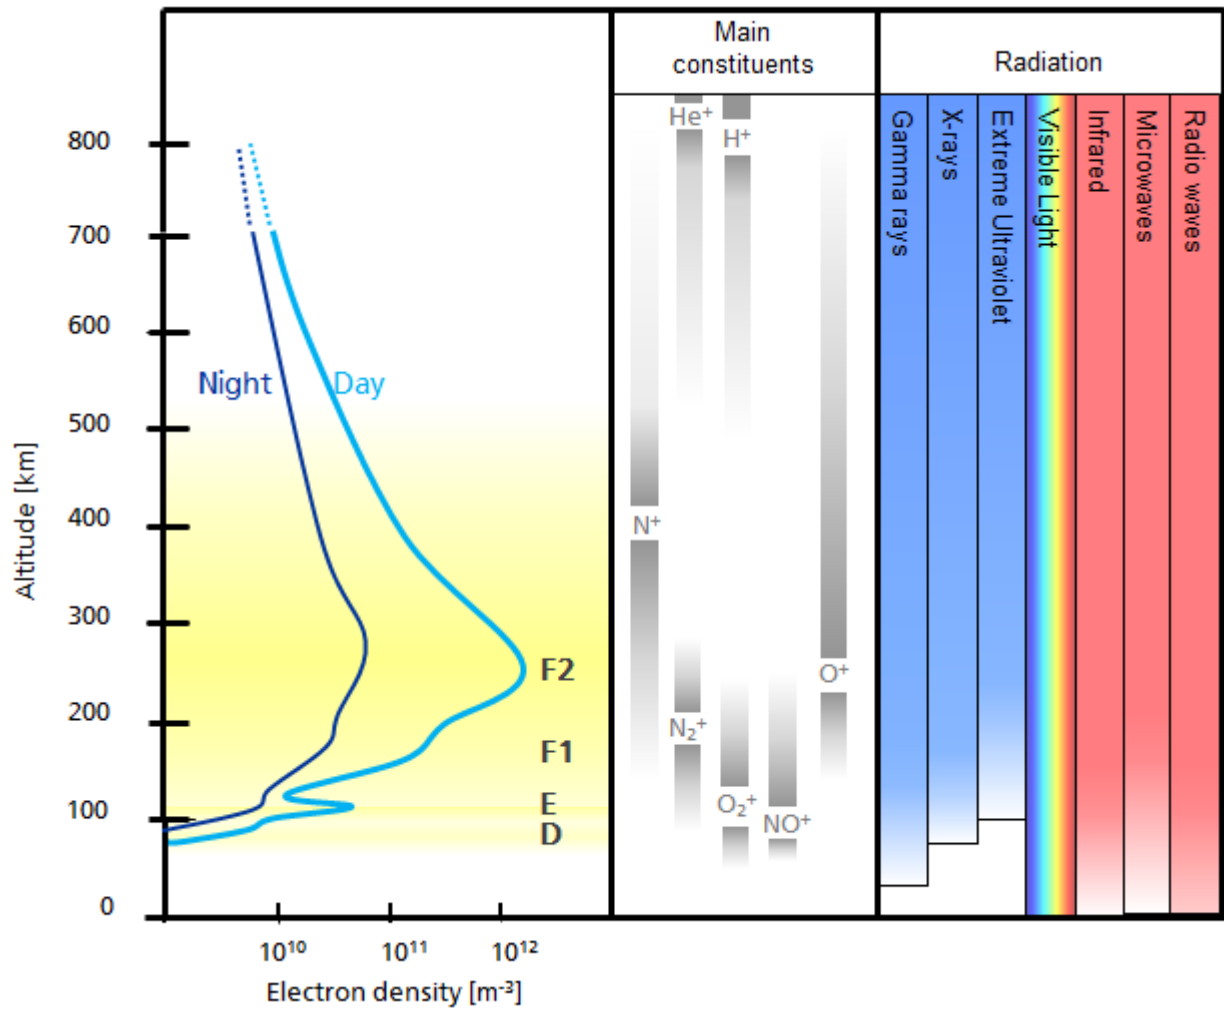 Main
constituents
Radiation
He⁺
H⁺
Gamma rays
X-rays
Extreme Ultraviolet
Visible Light
Infrared
Microwaves
Radio waves
800
700
600
Night
Day
500
400
N⁺
Altitude [km]
300
F2
O⁺
200
N₂⁺
F1
100
E
O₂⁺
NO⁺
D
0
10¹⁰
10¹¹
10¹²
Electron density [m⁻³]